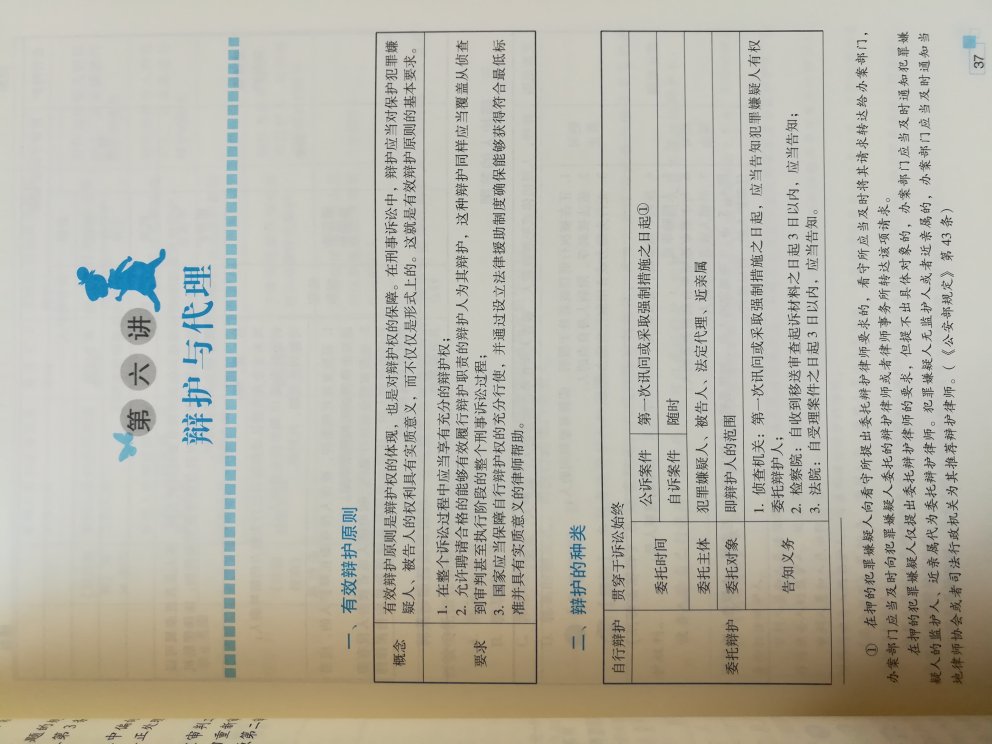 第六讲
辩护与代理
一、有效辩护原则
概念
有效辩护原则是辩护权的体现，也是对辩护权的保障。在刑事诉讼中，辩护应当对保护犯罪嫌
疑人、被告人的权利具有实质意义，而不仅仅是形式上的。这就是有效辩护原则的基本要求。
要求
1. 在整个诉讼过程中应当享有充分的辩护权；
2. 允许聘请合格的能够有效履行辩护职责的辩护人为其辩护，这种辩护同样应当覆盖从侦查
到审判甚至执行阶段的整个刑事诉讼过程；
3. 国家应当保障自行辩护权的充分行使，并通过设立法律援助制度确保能够获得符合最低标
准并具有实质意义的律师帮助。
二、辩护的种类
自行辩护
贯穿于诉讼始终
委托辩护
委托时间
公诉案件
第一次讯问或采取强制措施之日起①
自诉案件
随时
委托主体
犯罪嫌疑人、被告人、法定代理、近亲属
委托对象
即辩护人的范围
告知义务
1. 侦查机关：第一次讯问或采取强制措施之日起，应当告知犯罪嫌疑人有权
委托辩护人；
2. 检察院：自收到移送审查起诉材料之日起 3 日以内，应当告知；
3. 法院：自受理案件之日起 3 日以内，应当告知。
① 在押的犯罪嫌疑人向看守所提出委托辩护律师要求的，看守所应当及时将其请求转达给办案部门，
办案部门应当及时向犯罪嫌疑人委托的辩护律师或者律师事务所转达该项请求。
在押的犯罪嫌疑人仅提出委托辩护律师的要求，但提不出具体对象的，办案部门应当及时通知犯罪嫌
疑人的监护人、近亲属代为委托辩护律师。犯罪嫌疑人无监护人或者近亲属的，办案部门应当及时通知当
地律师协会或者司法行政机关为其推荐辩护律师。（《公安部规定》第 43 条）
37